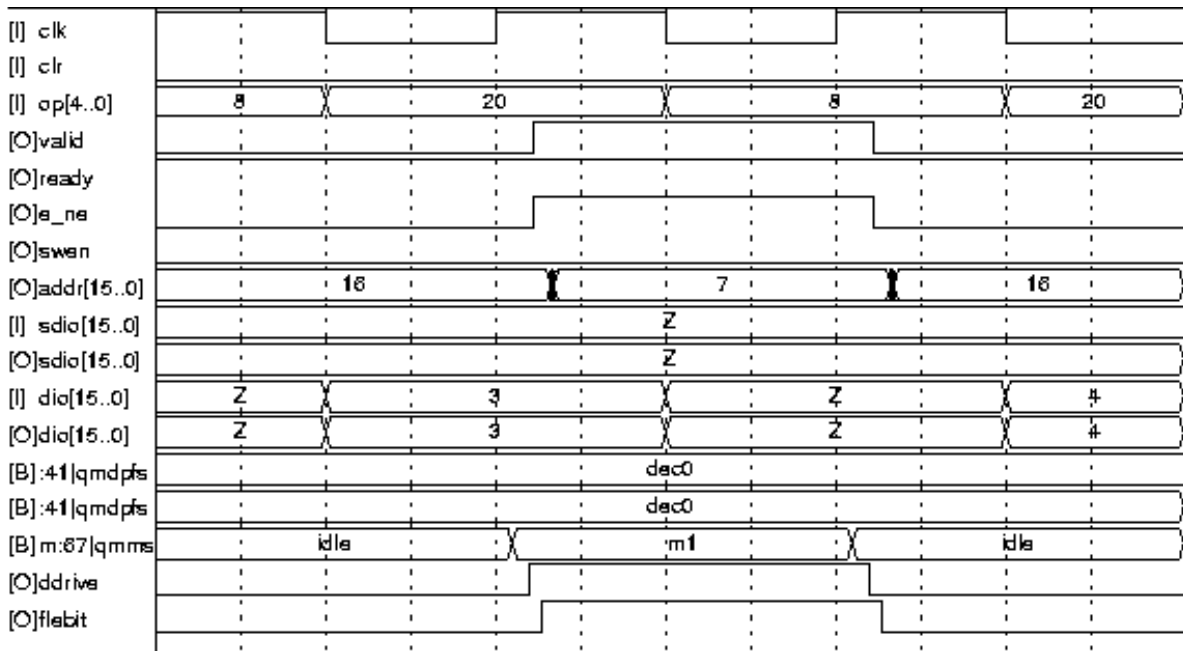 [I] clk
[I] clr
[I] op[4..0] 8 20 8 20
[O]valid
[O]ready
[O]e_ne
[O]swen
[O]addr[15..0] 16 7 16
[I] sdio[15..0] Z
[O]sdio[15..0] Z
[I] dio[15..0] Z 3 Z 4
[O]dio[15..0] Z 3 Z 4
[B]:41|qmdpfs dec0
[B]:41|qmdpfs dec0
[B]m:67|qmms idle m1 idle
[O]ddrive
[O]flebit